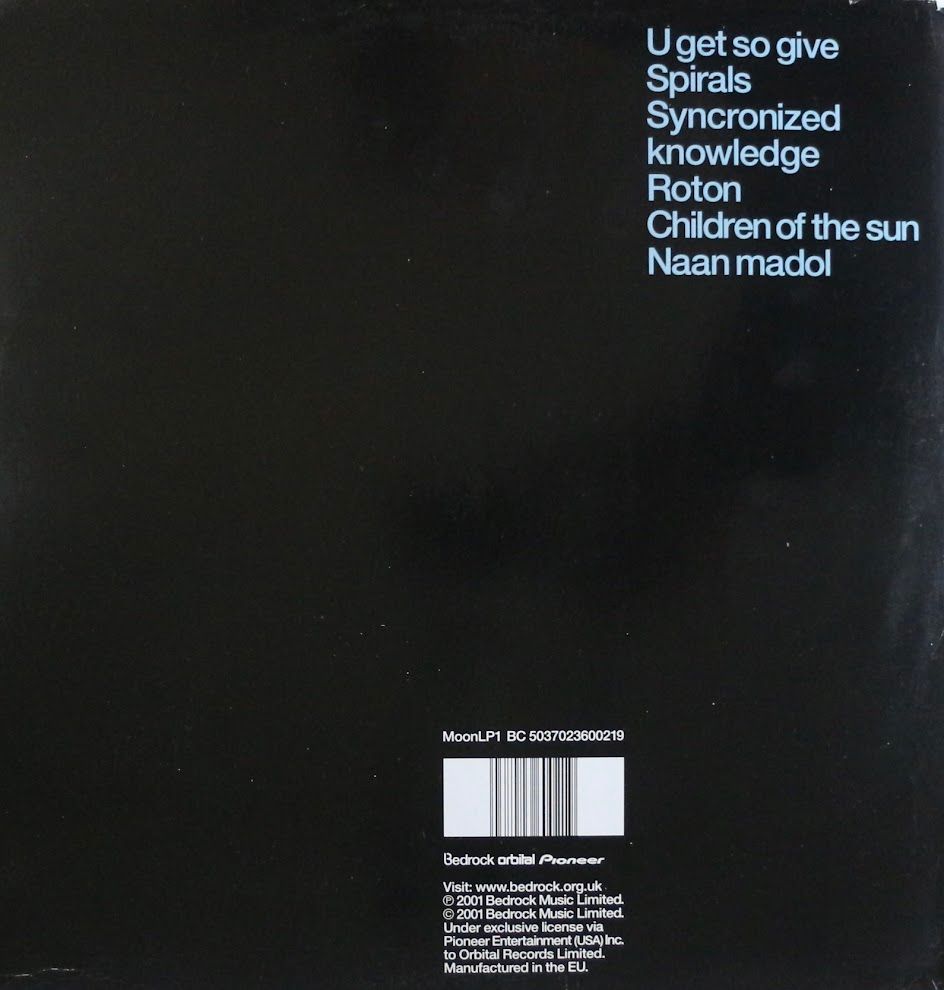 U get so give
Spirals
Syncronized
knowledge
Roton
Children of the sun
Naan madol
MoonLP1 BC 5037023600219
Bedrock orbital Pioneer
Visit: www.bedrock.org.uk
℗ 2001 Bedrock Music Limited.
© 2001 Bedrock Music Limited.
Under exclusive license via
Pioneer Entertainment (USA) Inc.
to Orbital Records Limited.
Manufactured in the EU.